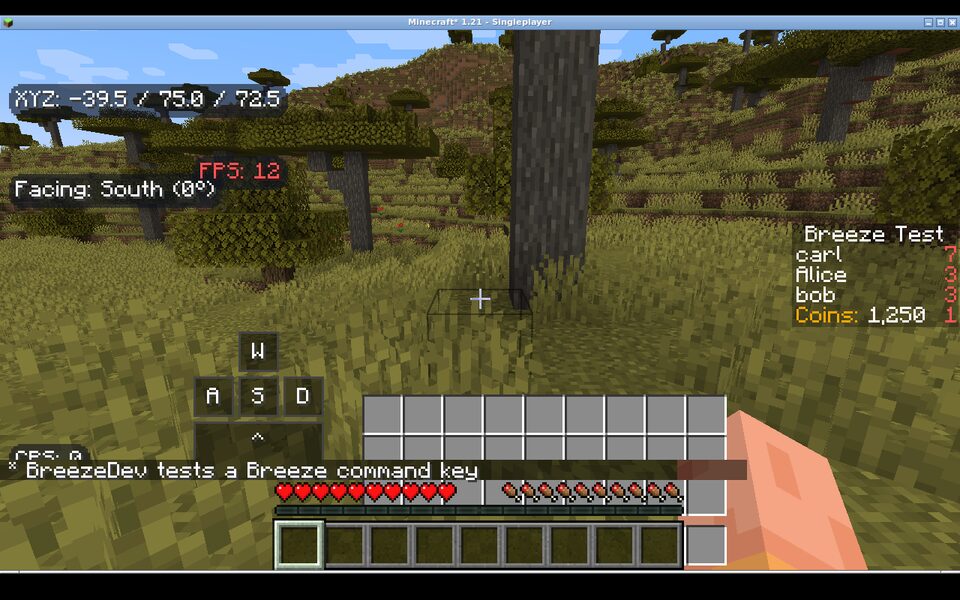 Minecraft* 1.21 - Singleplayer
XYZ: -39.5 / 75.0 / 72.5
FPS: 12
Facing: South (0°)
Breeze Test
carl 7
Alice 3
bob 3
Coins: 1,250 1
W
A S D
^
CPS: 0
* BreezeDev tests a Breeze command key